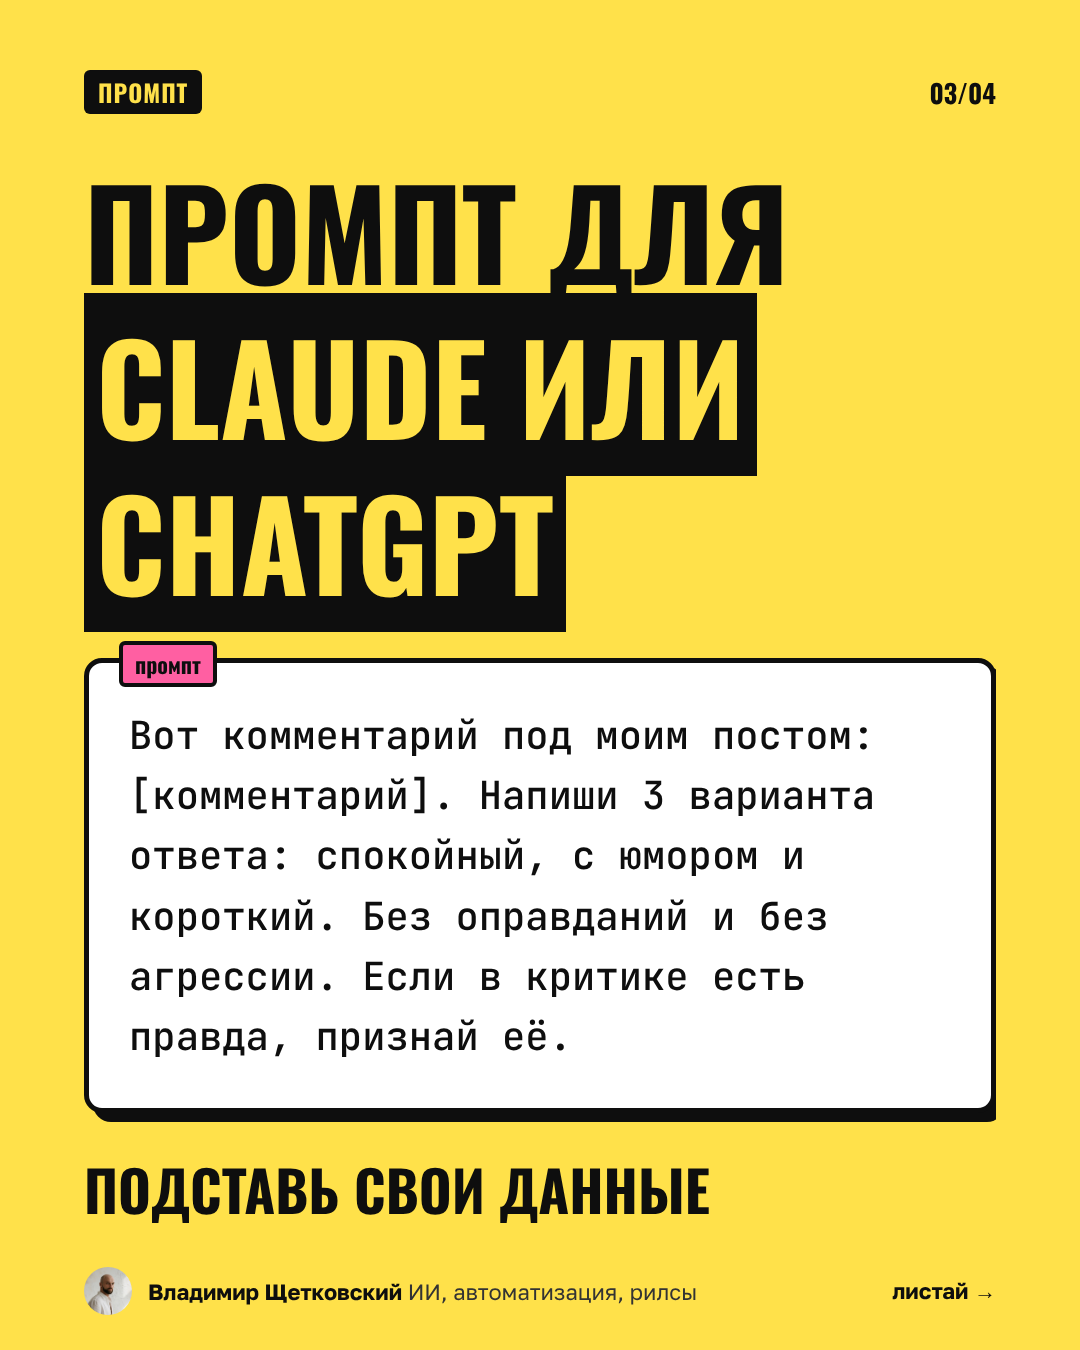 ПРОМПТ
03/04
ПРОМПТ ДЛЯ
CLAUDE ИЛИ
CHATGPT
промпт
Вот комментарий под моим постом:
[комментарий]. Напиши 3 варианта
ответа: спокойный, с юмором и
короткий. Без оправданий и без
агрессии. Если в критике есть
правда, признай её.
ПОДСТАВЬ СВОИ ДАННЫЕ
Владимир Щетковский ИИ, автоматизация, рилсы
листай →